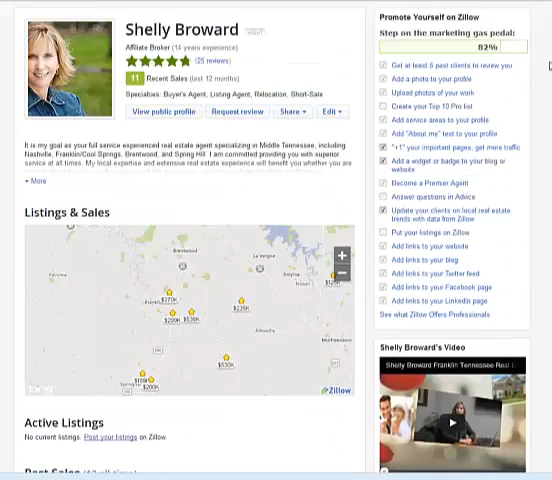 Shelly Broward
Affiliate Broker (14 years experience)
(25 reviews)
11 Recent Sales (last 12 months)
Specialties: Buyer's Agent, Listing Agent, Relocation, Short-Sale
View public profile
Request review
Share
Edit
It is my goal as your full service experienced real estate agent specializing in Middle Tennessee, including
Nashville, Franklin/Cool Springs, Brentwood, and Spring Hill. I am committed providing you with superior
service at all times. My local expertise and extensive real estate experience will benefit you whether you are
More
Listings & Sales
Brentwood
La Vergne
Smyrna
Franklin
$270K
Nolensville
$530K
$200K
+
−
Zillow
Active Listings
No current listings. Post your listings on Zillow.
Promote Yourself on Zillow
Step on the marketing gas pedal:
82%
Get at least 5 past clients to review you
Add a photo to your profile
Upload photos of your work
Create your Top 10 Pro list
Add service areas to your profile
Add "About me" text to your profile
"+1" your important pages, get more traffic
Add a widget or badge to your blog or
website
Become a Premier Agent
Answer questions in Advice
Update your clients on local real estate
trends with data from Zillow
Put your listings on Zillow
Add links to your website
Add links to your blog
Add links to your Twitter feed
Add links to your Facebook page
Add links to your LinkedIn page
See what Zillow Offers Professionals
Shelly Broward's Video
Shelly Broward Franklin Tennessee Real